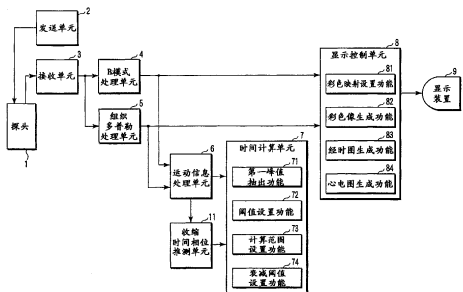 2
发送单元
3
接收单元
探头
1
4
B模式
处理单元
5
组织
多普勒
处理单元
6
运动信息
处理单元
11
收缩
时间相位
推测单元
7
时间计算单元
71
第一峰值
抽出功能
72
阈值设置功能
73
计算范围
设置功能
74
衰减阈值
设置功能
8
显示控制单元
81
彩色映射设置功能
82
彩色像生成功能
83
经时图生成功能
84
心电图生成功能
9
显示
装置